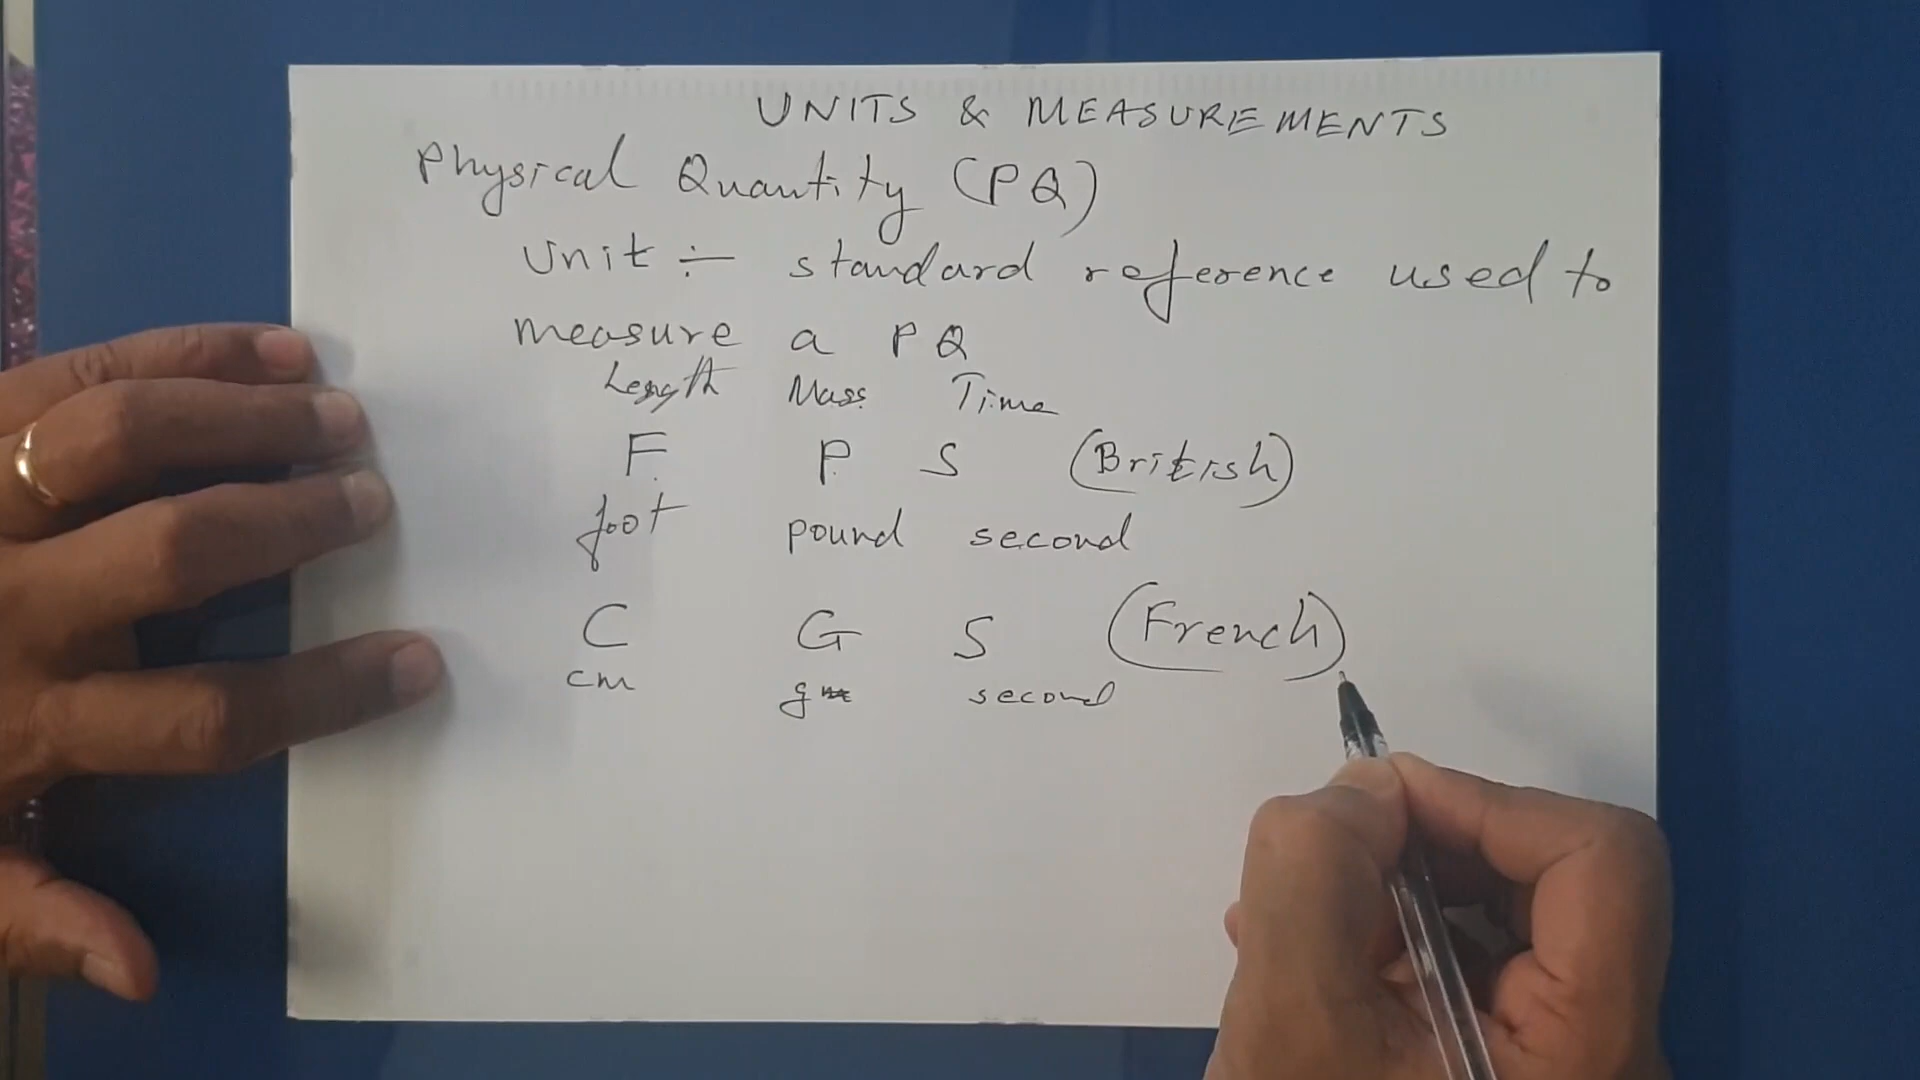 UNITS & MEASUREMENTS
Physical Quantity (PQ)
Unit ÷ standard reference used to
measure a PQ
Length Mass Time
F P S (British)
foot pound second
C G S (French)
cm g second